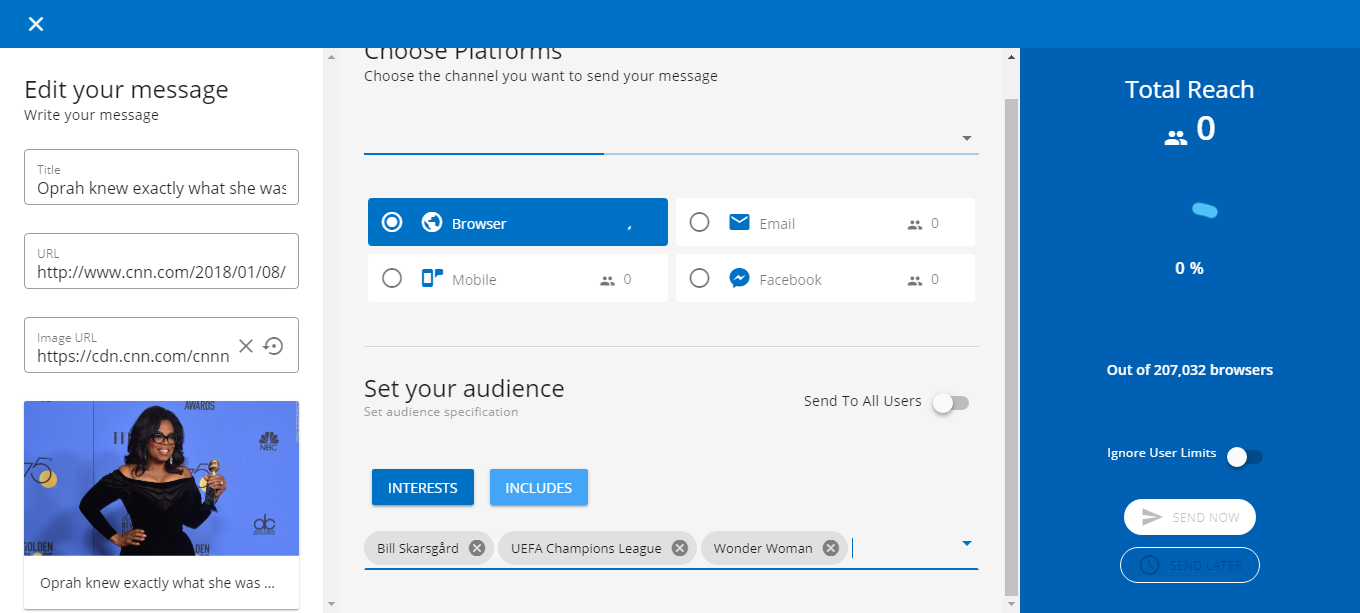 Edit your message
Write your message
Title
Oprah knew exactly what she was
URL
http://www.cnn.com/2018/01/08/
Image URL
https://cdn.cnn.com/cnnn
AWARDS
NBC
75
dc
GOLDEN
DEN
Oprah knew exactly what she was ...
Choose Platforms
Choose the channel you want to send your message
Browser
Email 0
Mobile 0
Facebook 0
Set your audience
Set audience specification
Send To All Users
INTERESTS INCLUDES
Bill Skarsgård UEFA Champions League Wonder Woman
Total Reach
0
0 %
Out of 207,032 browsers
Ignore User Limits
SEND NOW
SEND LATER